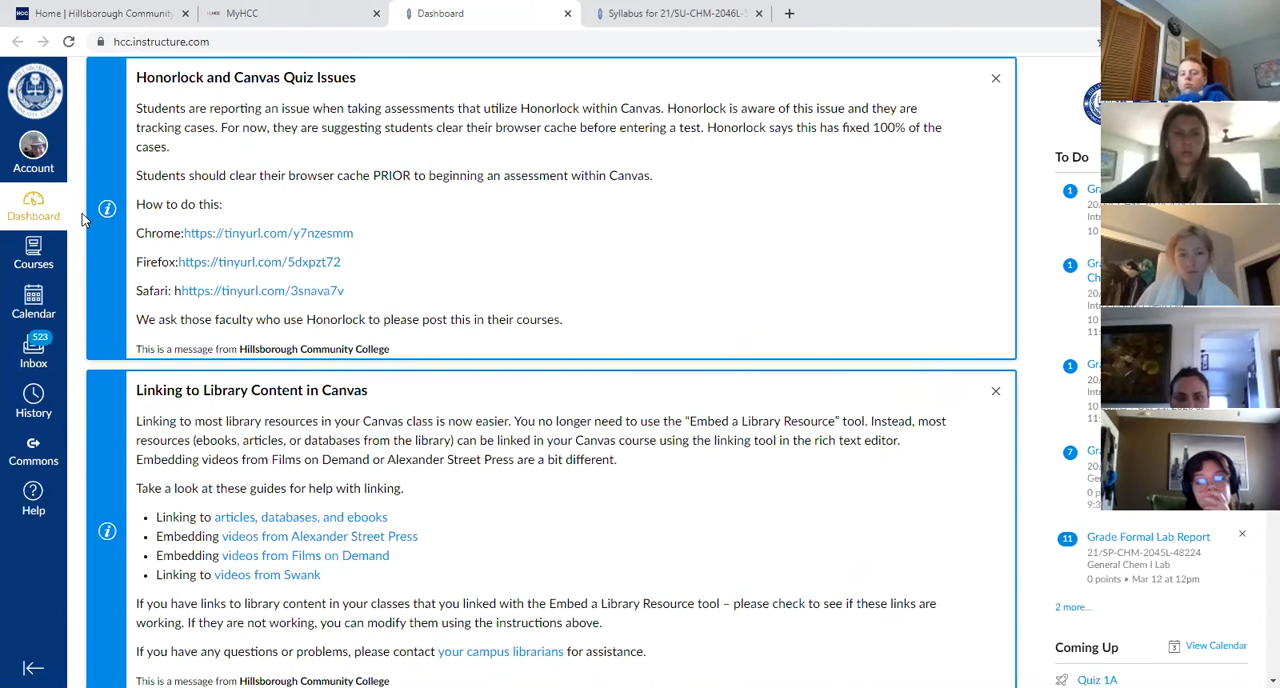 Home | Hillsborough Community
MyHCC
Dashboard
Syllabus for 21/SU-CHM-2046L-
hcc.instructure.com
Account
Dashboard
Courses
Calendar
523
Inbox
History
Commons
Help
Honorlock and Canvas Quiz Issues
Students are reporting an issue when taking assessments that utilize Honorlock within Canvas. Honorlock is aware of this issue and they are
tracking cases. For now, they are suggesting students clear their browser cache before entering a test. Honorlock says this has fixed 100% of the
cases.
Students should clear their browser cache PRIOR to beginning an assessment within Canvas.
How to do this:
Chrome:https://tinyurl.com/y7nzesmm
Firefox:https://tinyurl.com/5dxpzt72
Safari: hhttps://tinyurl.com/3snava7v
We ask those faculty who use Honorlock to please post this in their courses.
This is a message from Hillsborough Community College
Linking to Library Content in Canvas
Linking to most library resources in your Canvas class is now easier. You no longer need to use the “Embed a Library Resource” tool. Instead, most
resources (ebooks, articles, or databases from the library) can be linked in your Canvas course using the linking tool in the rich text editor.
Embedding videos from Films on Demand or Alexander Street Press are a bit different.
Take a look at these guides for help with linking.
• Linking to articles, databases, and ebooks
• Embedding videos from Alexander Street Press
• Embedding videos from Films on Demand
• Linking to videos from Swank
If you have links to library content in your classes that you linked with the Embed a Library Resource tool – please check to see if these links are
working. If they are not working, you can modify them using the instructions above.
If you have any questions or problems, please contact your campus librarians for assistance.
This is a message from Hillsborough Community College
To Do
1
1
1
7
11 Grade Formal Lab Report
21/SP-CHM-2045L-48224
General Chem I Lab
0 points • Mar 12 at 12pm
2 more...
Coming Up
View Calendar
Quiz 1A